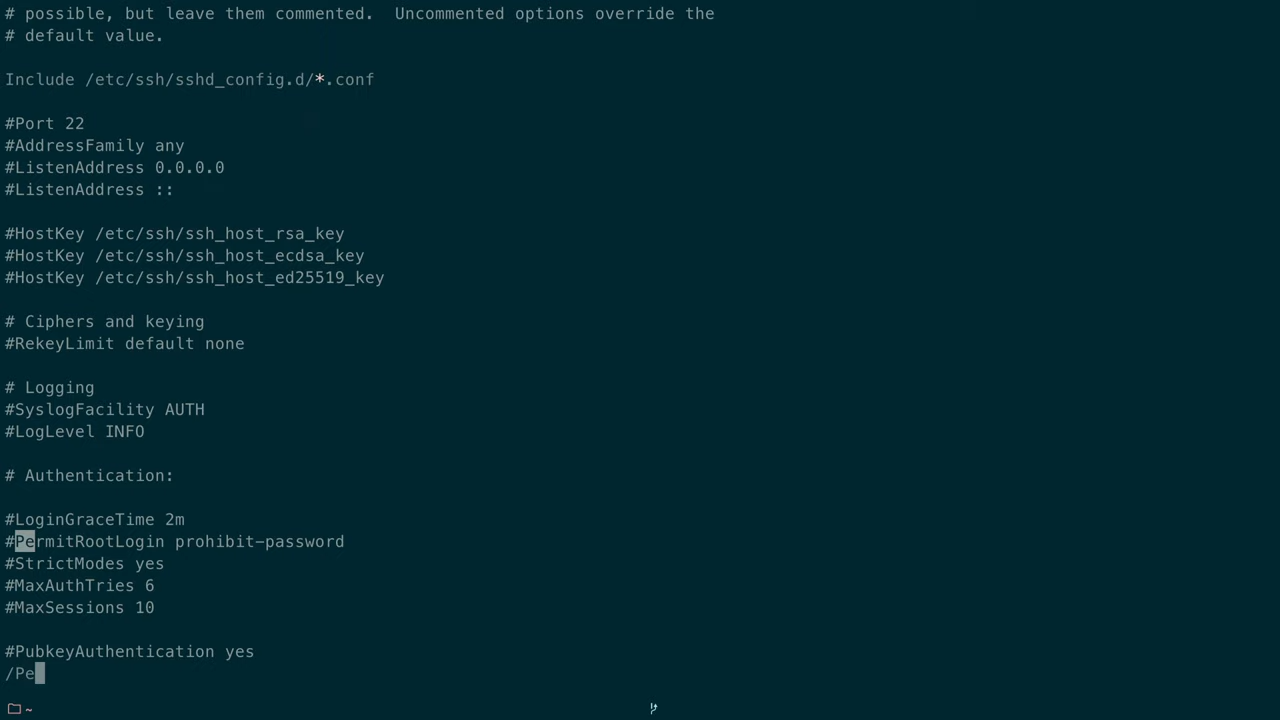 # possible, but leave them commented.  Uncommented options override the
# default value.
Include /etc/ssh/sshd_config.d/*.conf
#Port 22
#AddressFamily any
#ListenAddress 0.0.0.0
#ListenAddress ::
#HostKey /etc/ssh/ssh_host_rsa_key
#HostKey /etc/ssh/ssh_host_ecdsa_key
#HostKey /etc/ssh/ssh_host_ed25519_key
# Ciphers and keying
#RekeyLimit default none
# Logging
#SyslogFacility AUTH
#LogLevel INFO
# Authentication:
#LoginGraceTime 2m
#PermitRootLogin prohibit-password
#StrictModes yes
#MaxAuthTries 6
#MaxSessions 10
#PubkeyAuthentication yes
/Pe
~